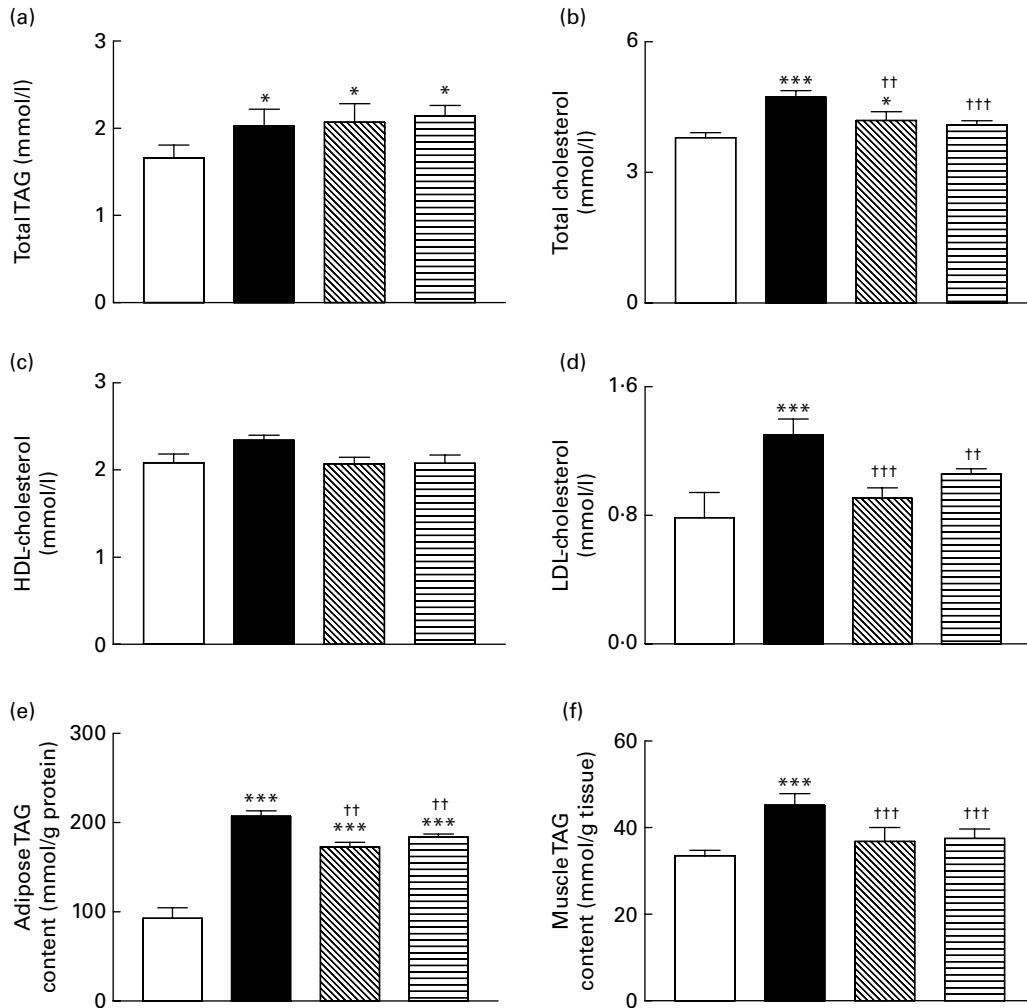 (a)
Total TAG (mmol/l)
3
2
1
0
*
*
*
(b)
Total cholesterol
(mmol/l)
6
3
0
***
††
*
†††
(c)
HDL-cholesterol
(mmol/l)
3
2
1
0
(d)
LDL-cholesterol
(mmol/l)
1·6
0·8
0·0
***
†††
††
(e)
Adipose TAG
content (mmol/g protein)
300
200
100
0
***
††
***
††
***
(f)
Muscle TAG
content (mmol/g tissue)
60
40
20
0
***
†††
†††